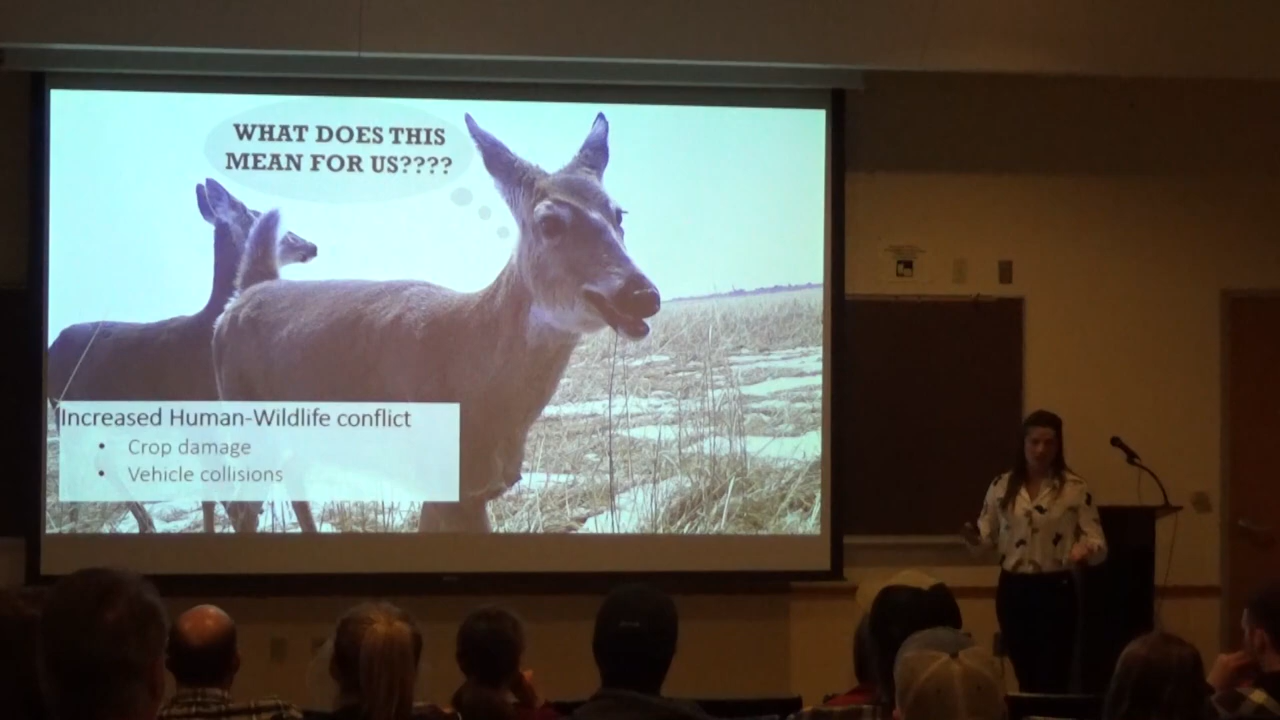 WHAT DOES THIS
MEAN FOR US????
Increased Human-Wildlife conflict
• Crop damage
• Vehicle collisions